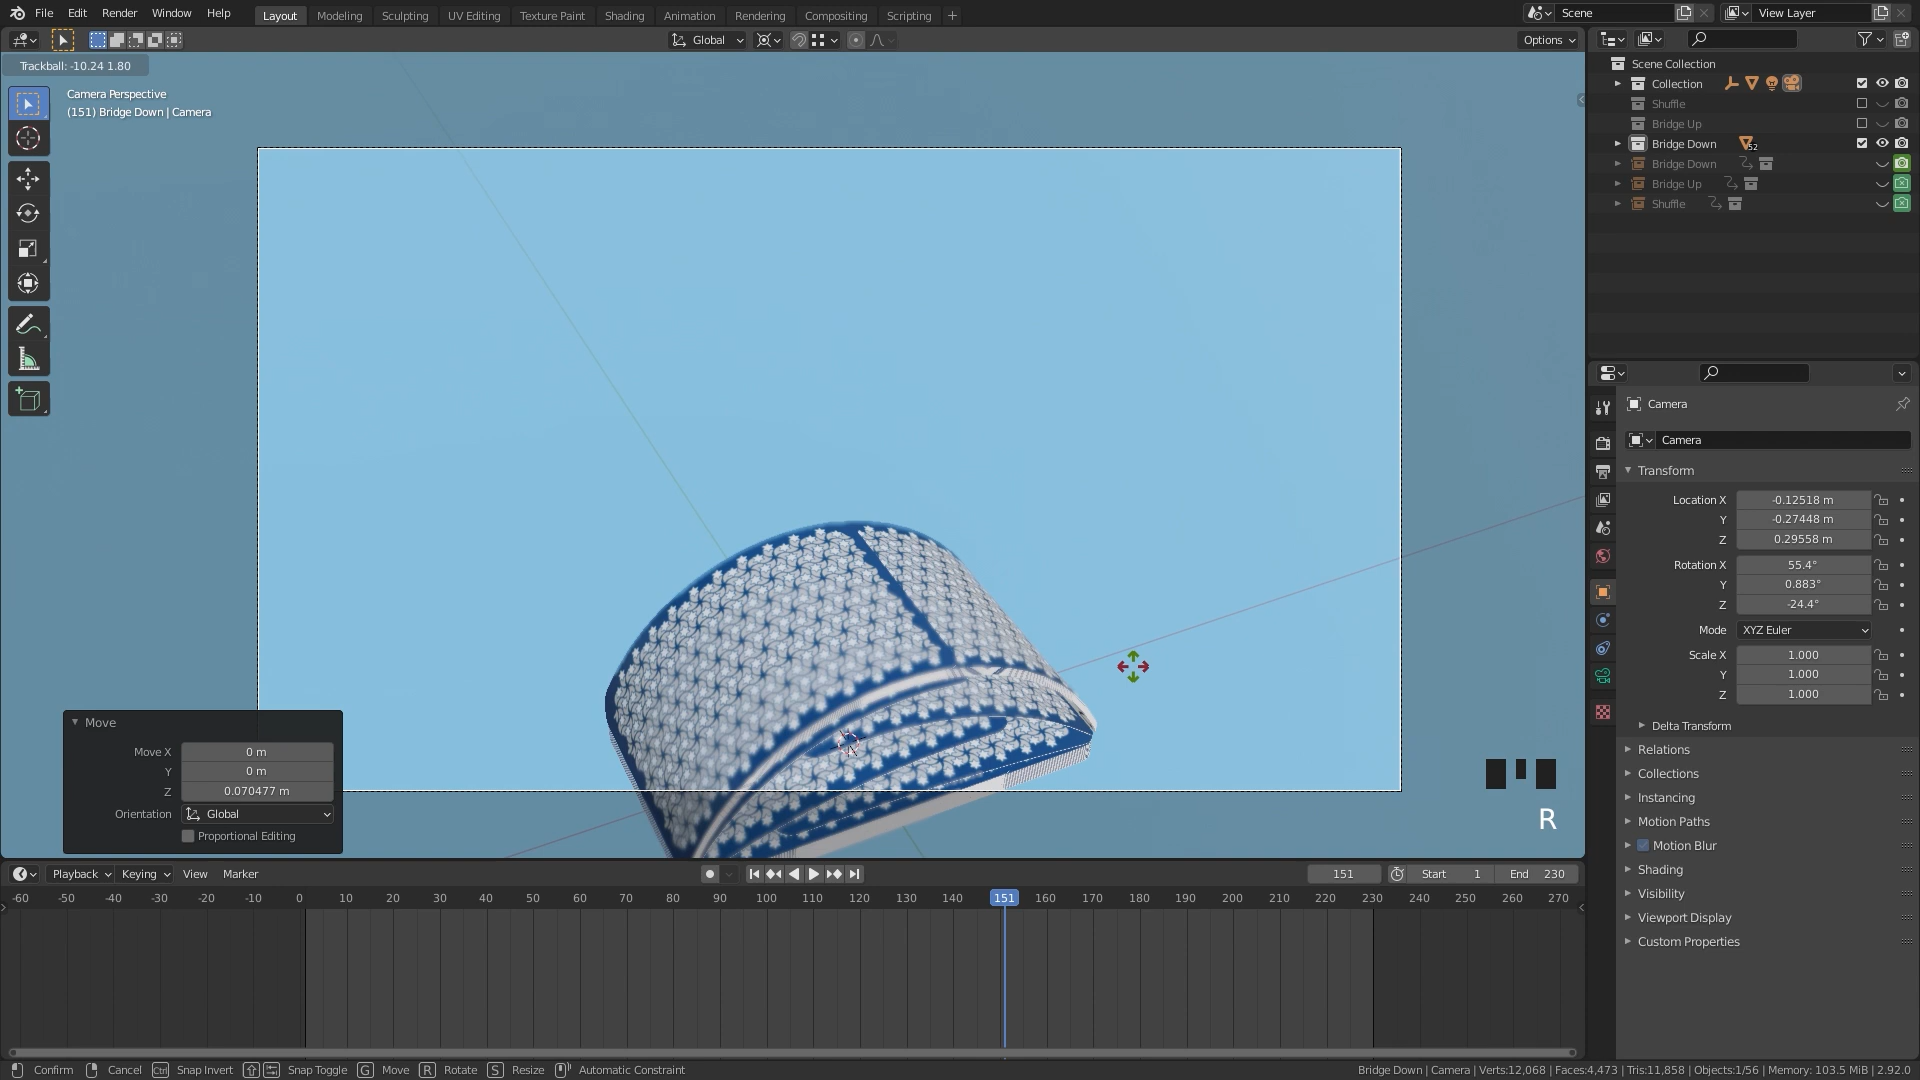 File Edit Render Window Help
Layout Modeling Sculpting UV Editing Texture Paint Shading Animation Rendering Compositing Scripting
Scene
View Layer
Global
Options
Trackball: -10.24 1.80
Camera Perspective
(151) Bridge Down | Camera
Scene Collection
Collection
Shuffle
Bridge Up
Bridge Down 52
Bridge Down
Bridge Up
Shuffle
Camera
Camera
Transform
Location X -0.12518 m
Y -0.27448 m
Z 0.29558 m
Rotation X 55.4°
Y 0.883°
Z -24.4°
Mode XYZ Euler
Scale X 1.000
Y 1.000
Z 1.000
Delta Transform
Relations
Collections
Instancing
Motion Paths
Motion Blur
Shading
Visibility
Viewport Display
Custom Properties
Move
Move X 0 m
Y 0 m
Z 0.070477 m
Orientation Global
Proportional Editing
R
Playback Keying View Marker
151 Start 1 End 230
-60 -50 -40 -30 -20 -10 0 10 20 30 40 50 60 70 80 90 100 110 120 130 140 151 160 170 180 190 200 210 220 230 240 250 260 270
Confirm Cancel Ctrl Snap Invert Snap Toggle G Move R Rotate S Resize Automatic Constraint
Bridge Down | Camera | Verts:12,068 | Faces:4,473 | Tris:11,858 | Objects:1/56 | Memory: 103.5 MiB | 2.92.0